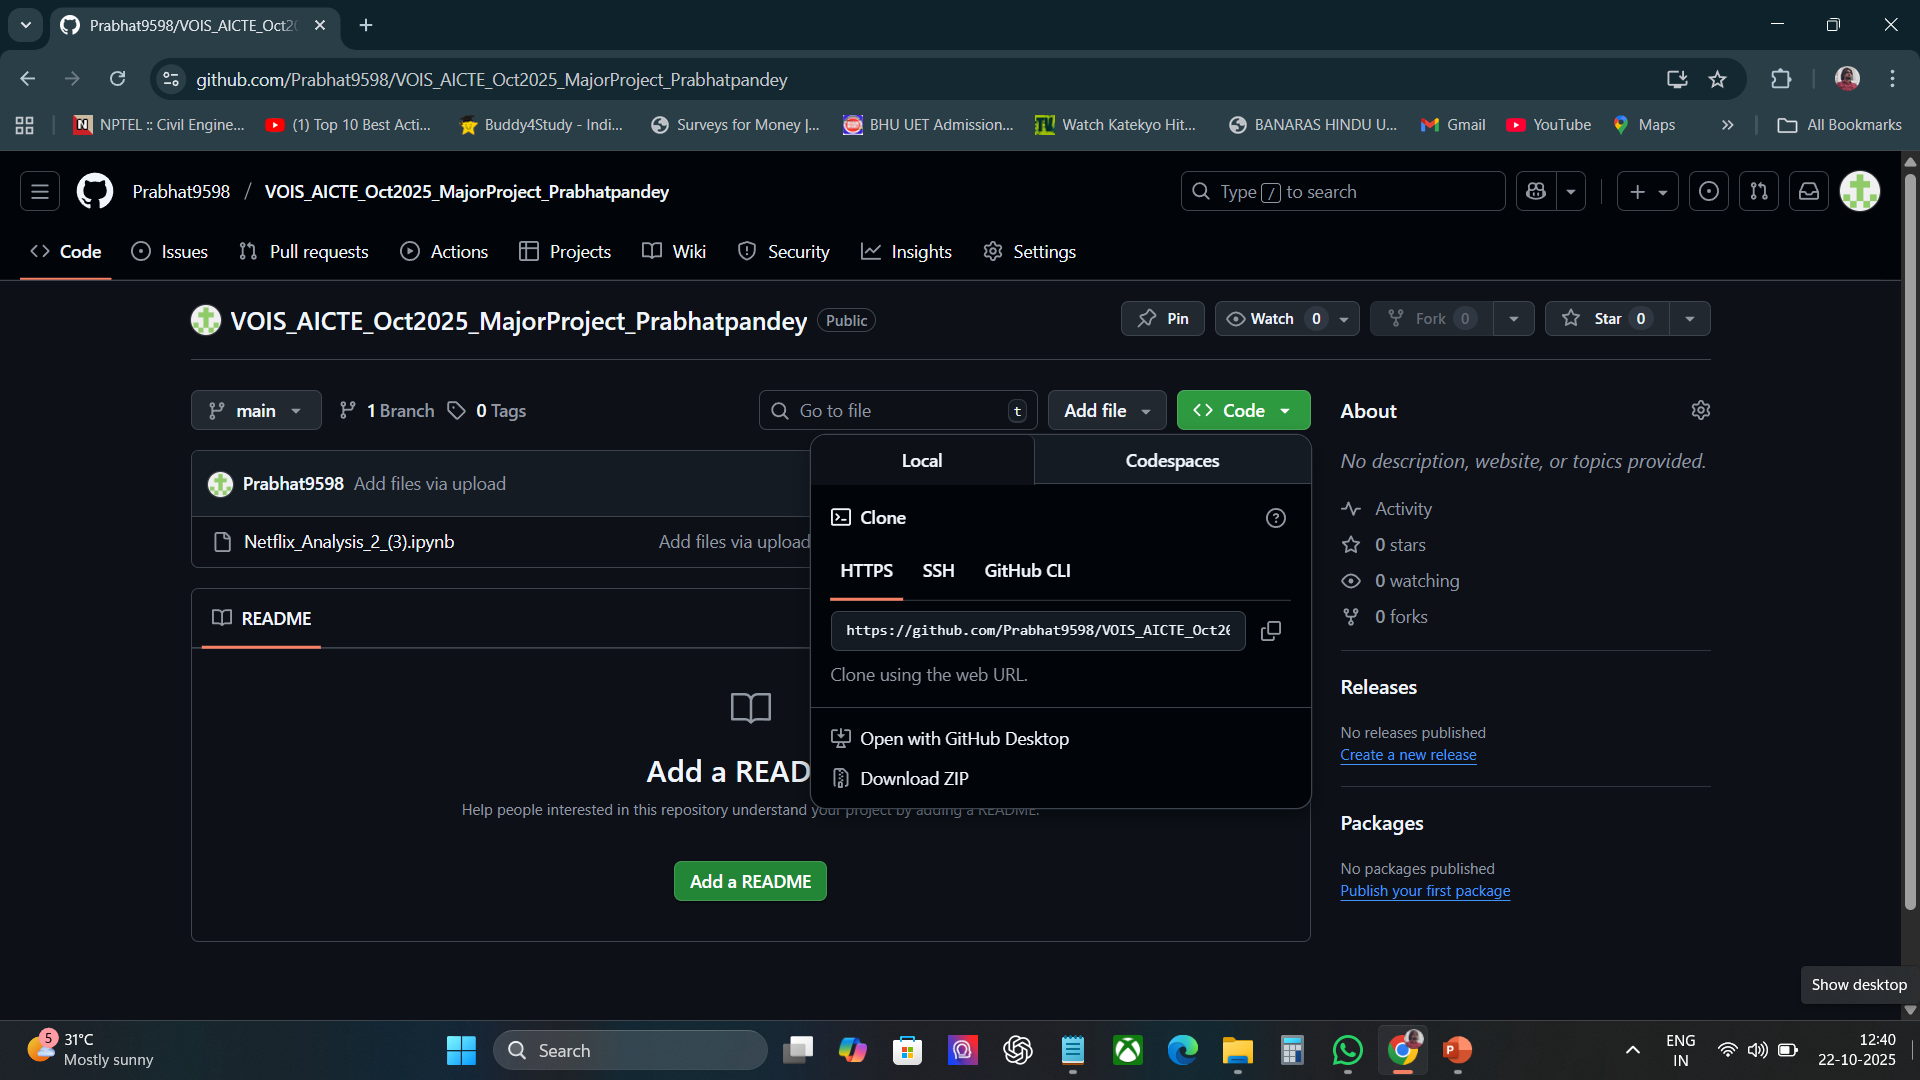 Prabhat9598/VOIS_AICTE_Oct20
github.com/Prabhat9598/VOIS_AICTE_Oct2025_MajorProject_Prabhatpandey
NPTEL :: Civil Engine...
(1) Top 10 Best Acti...
Buddy4Study - Indi...
Surveys for Money |...
BHU UET Admission...
Watch Katekyo Hit...
BANARAS HINDU U...
Gmail
YouTube
Maps
»
All Bookmarks
Prabhat9598 / VOIS_AICTE_Oct2025_MajorProject_Prabhatpandey
Type / to search
Code
Issues
Pull requests
Actions
Projects
Wiki
Security
Insights
Settings
VOIS_AICTE_Oct2025_MajorProject_Prabhatpandey Public
Pin
Watch 0
Fork 0
Star 0
main
1 Branch
0 Tags
Go to file t
Add file
Code
Prabhat9598 Add files via upload
Netflix_Analysis_2_(3).ipynb Add files via upload
README
Add a READ
Help people interested in this repository understand your project by adding a README.
Add a README
Local
Codespaces
Clone
HTTPS SSH GitHub CLI
https://github.com/Prabhat9598/VOIS_AICTE_Oct20
Clone using the web URL.
Open with GitHub Desktop
Download ZIP
About
No description, website, or topics provided.
Activity
0 stars
0 watching
0 forks
Releases
No releases published
Create a new release
Packages
No packages published
Publish your first package
Show desktop
5
31°C
Mostly sunny
Search
P
ENG
IN
12:40
22-10-2025